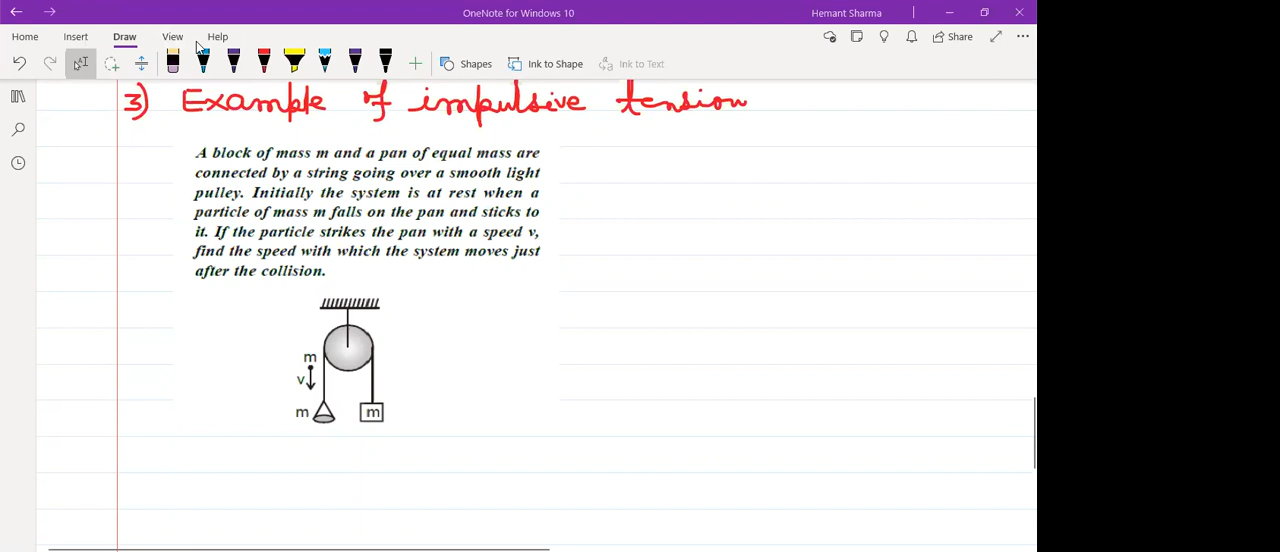 OneNote for Windows 10
Hemant Sharma
Home Insert Draw View Help
Share
Shapes Ink to Shape Ink to Text
3) Example of impulsive tension
A block of mass m and a pan of equal mass are
connected by a string going over a smooth light
pulley. Initially the system is at rest when a
particle of mass m falls on the pan and sticks to
it. If the particle strikes the pan with a speed v,
find the speed with which the system moves just
after the collision.
m
v
m
m